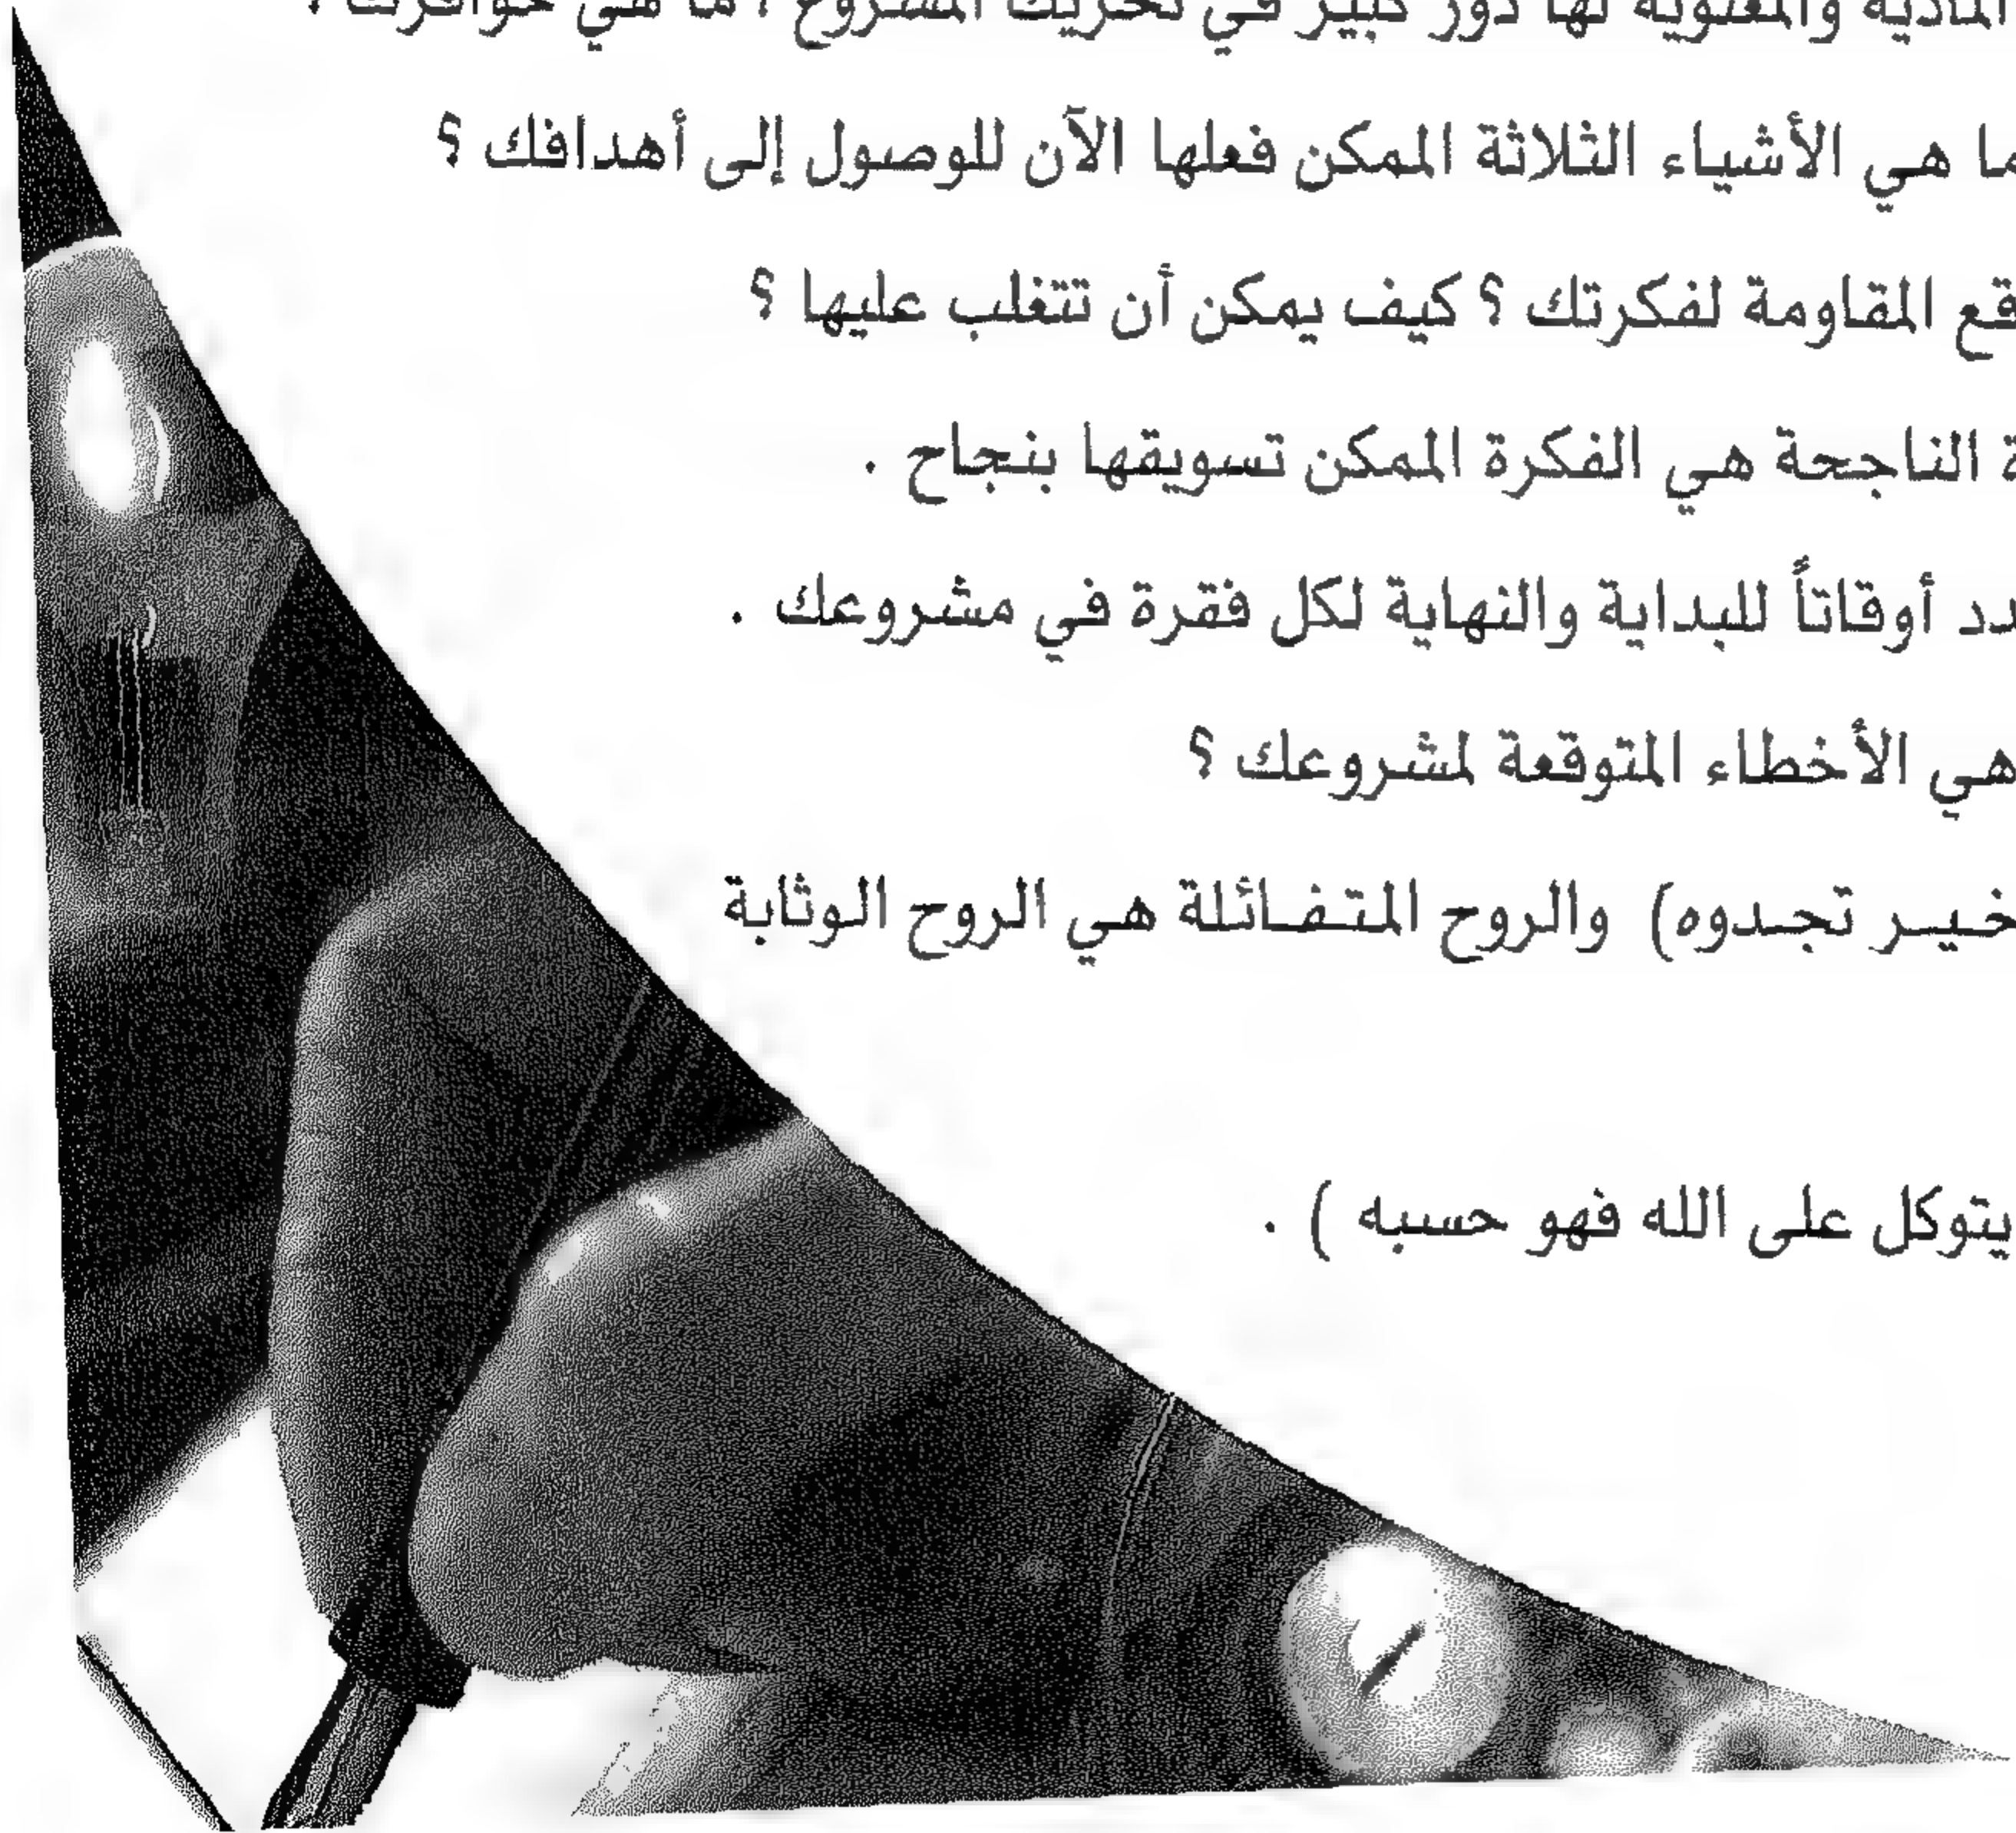 المادية والمعنوية لها دور كبير في تحريك المشروع ، ما هي حوافزك ؟
ما هي الأشياء الثلاثة الممكن فعلها الآن للوصول إلى أهدافك ؟
المقاومة لفكرتك ؟ كيف يمكن أن تتغلب عليها ؟
الناجحة هي الفكرة الممكن تسويقها بنجاح .
أوقاتاً للبداية والنهاية لكل فقرة في مشروعك .
هي الأخطاء المتوقعة لمشروعك ؟
خير تجدوه) والروح المتفائلة هي الروح الوثابة
يتوكل على الله فهو حسبه ) .